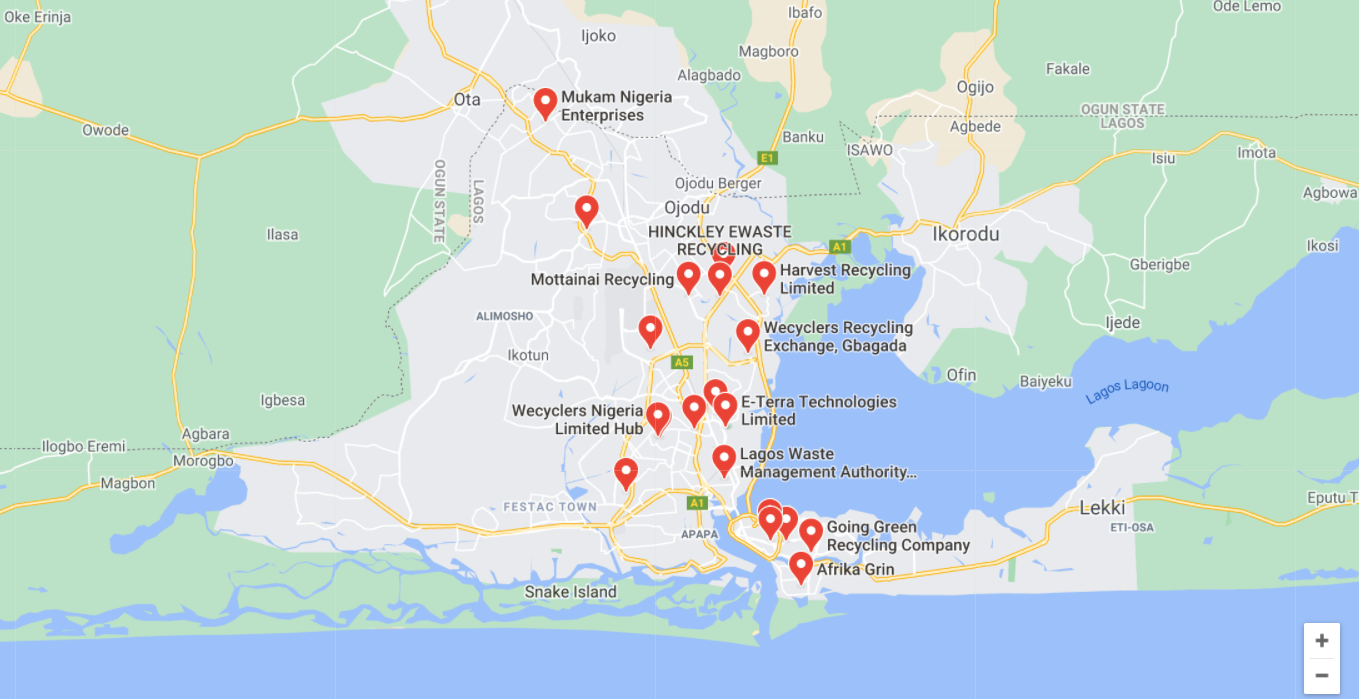 Oke Erinja
Ijoko
Ibafo
Ode Lemo
Magboro
Alagbado
Fakale
Ota
Mukam Nigeria
Enterprises
Ogijo
OGUN STATE
LAGOS
Owode
Banku
Agbede
ISAWO
E1
Isiu
Imota
OGUN STATE
LAGOS
Ojodu Berger
Agbowa
Ojodu
Ilasa
HINCKLEY EWASTE
RECYCLING
Ikorodu
A1
Ikosi
Mottainai Recycling
Harvest Recycling
Limited
Gberigbe
ALIMOSHO
Wecyclers Recycling
Exchange, Gbagada
Ijede
Ikotun
A5
Ofin
Baiyeku
Lagos Lagoon
Igbesa
Wecyclers Nigeria
Limited Hub
E-Terra Technologies
Limited
Agbara
Ilogbo Eremi
Morogbo
Lagos Waste
Management Authority...
Magbon
FESTAC TOWN
A1
Lekki
Eputu T
ETI-OSA
APAPA
Going Green
Recycling Company
Afrika Grin
Snake Island
+
−